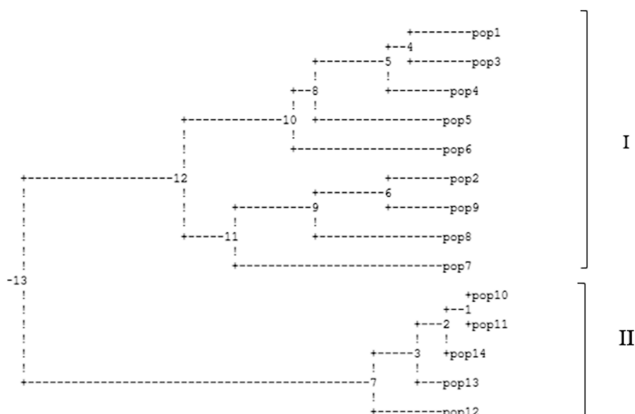 +--------pop1
+--4
+--------5 +--------pop3
! !
+--8 +--------pop4
! !
+-------------10 +-----------------pop5
! !
! +--------------------pop6
!
+--------------------12 +--------pop2
! ! +---------6
! ! +----------9 +--------pop9
! ! ! !
! +-----11 +-----------------pop8
! !
! +----------------------------pop7
-13
! +pop10
! +--1
! +---2 +pop11
! ! !
! +-----3 +pop14
! ! !
+-----------------------------------------------7 +---pop13
!
+---------pop12
I
II